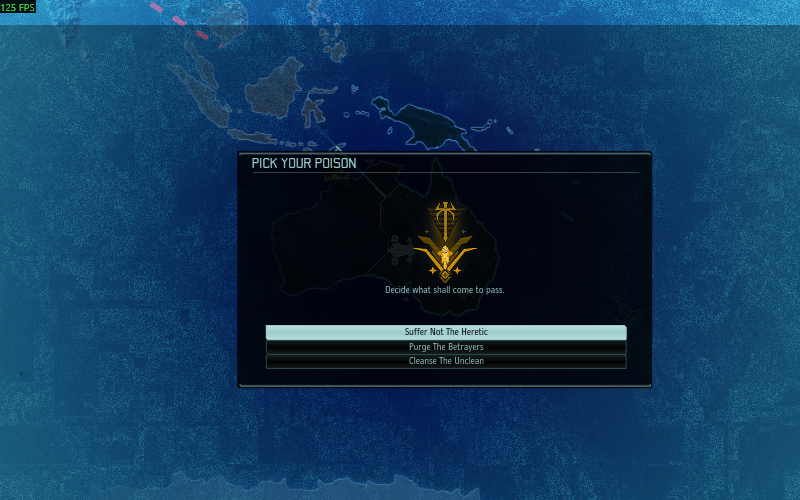 125 FPS
PICK YOUR POISON
Decide what shall come to pass.
Suffer Not The Heretic
Purge The Betrayers
Cleanse The Unclean